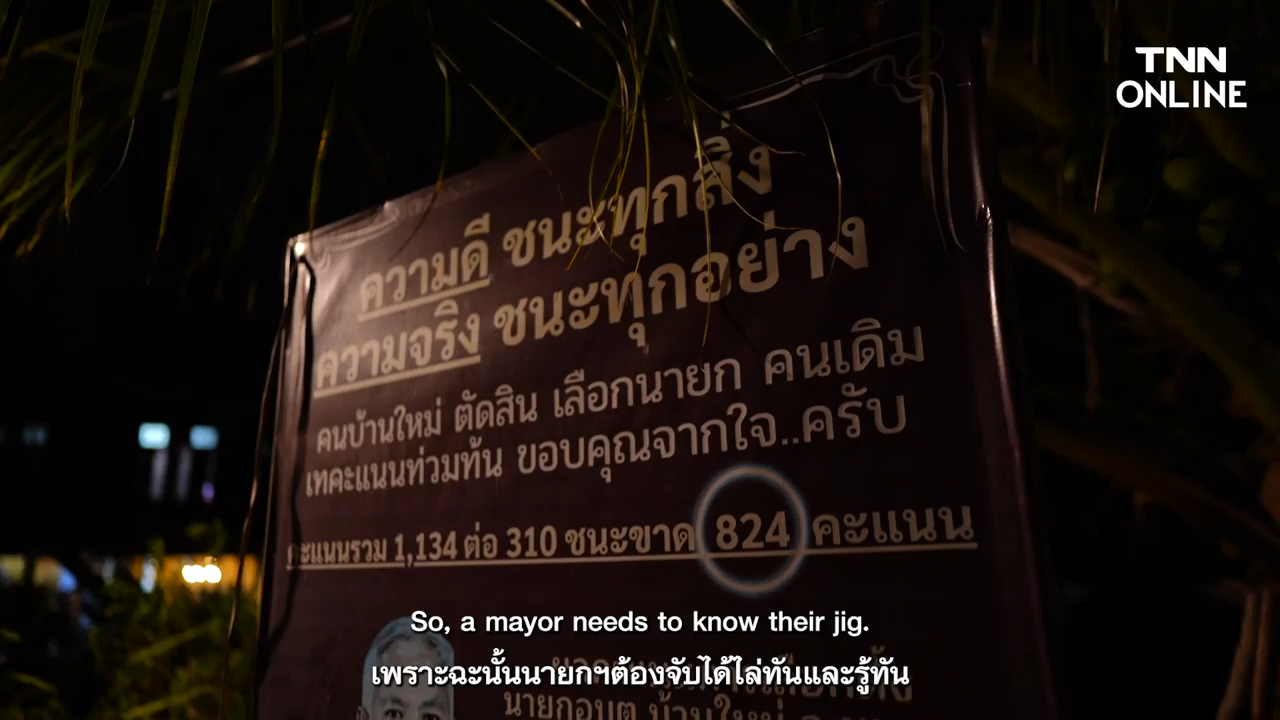 TNN
ONLINE
ความดี ชนะทุกสิ่ง
ความจริง ชนะทุกอย่าง
คนบ้านใหม่ ตัดสิน เลือกนายก คนเดิม
เทคะแนนท่วมท้น ขอบคุณจากใจ..ครับ
คะแนนรวม 1,134 ต่อ 310 ชนะขาด 824 คะแนน
So, a mayor needs to know their jig.
เพราะฉะนั้นนายกฯต้องจับได้ไล่ทันและรู้ทัน
นายกอบต บ้านใหม่